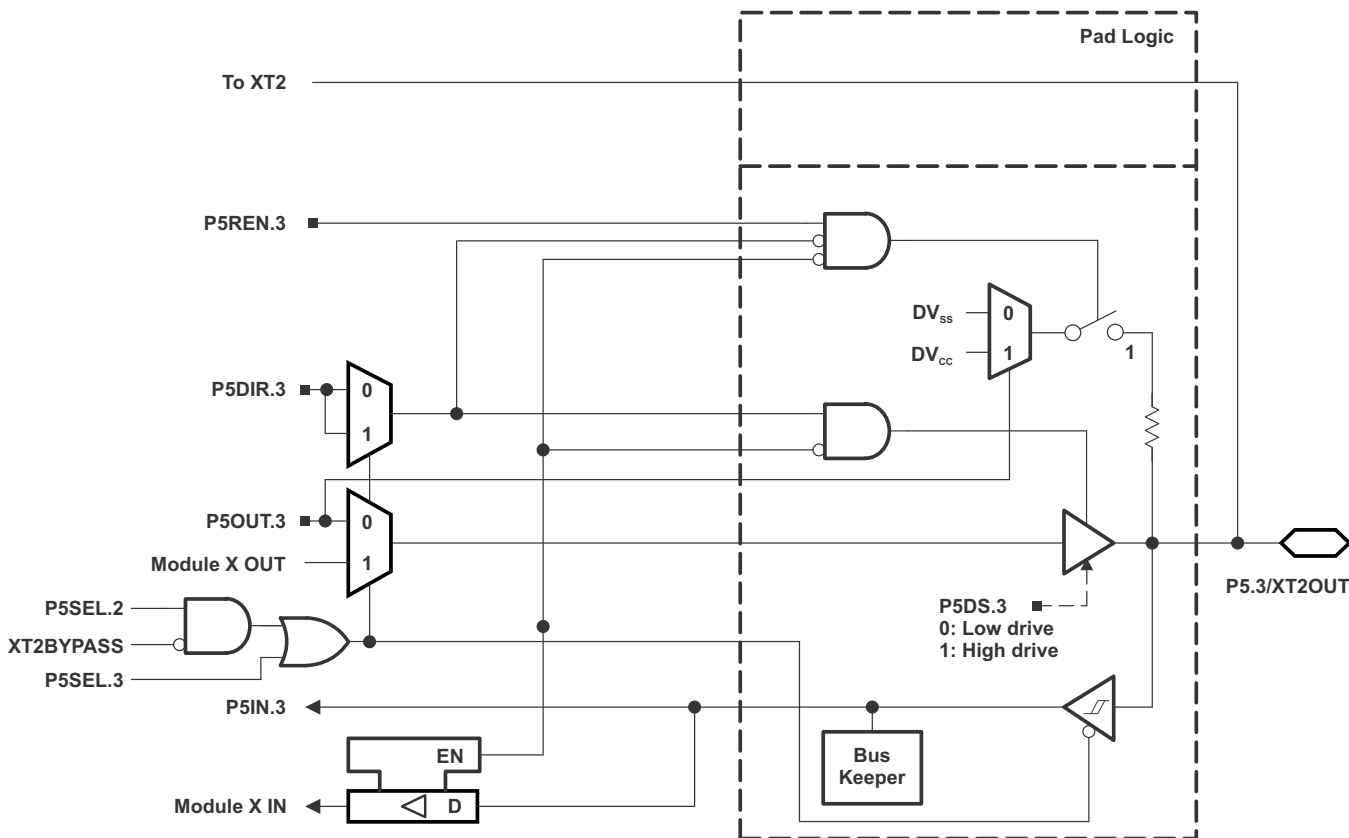 Pad Logic
To XT2
P5REN.3
DVSS
0
DVCC
1
1
P5DIR.3
0
1
P5OUT.3
0
Module X OUT
1
P5SEL.2
XT2BYPASS
P5SEL.3
P5DS.3
0: Low drive
1: High drive
P5.3/XT2OUT
P5IN.3
EN
Bus
Keeper
Module X IN
D